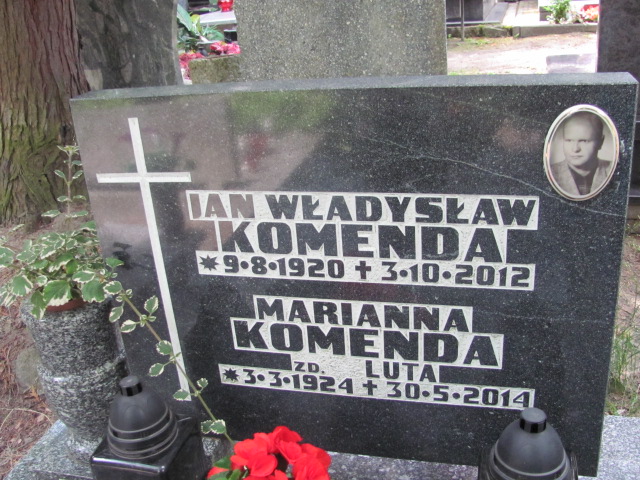 JAN WŁADYSŁAW
KOMENDA
*9·8·1920 † 3·10·2012
MARIANNA
KOMENDA
ZD. LUTA
*3·3·1924 † 30·5·2014